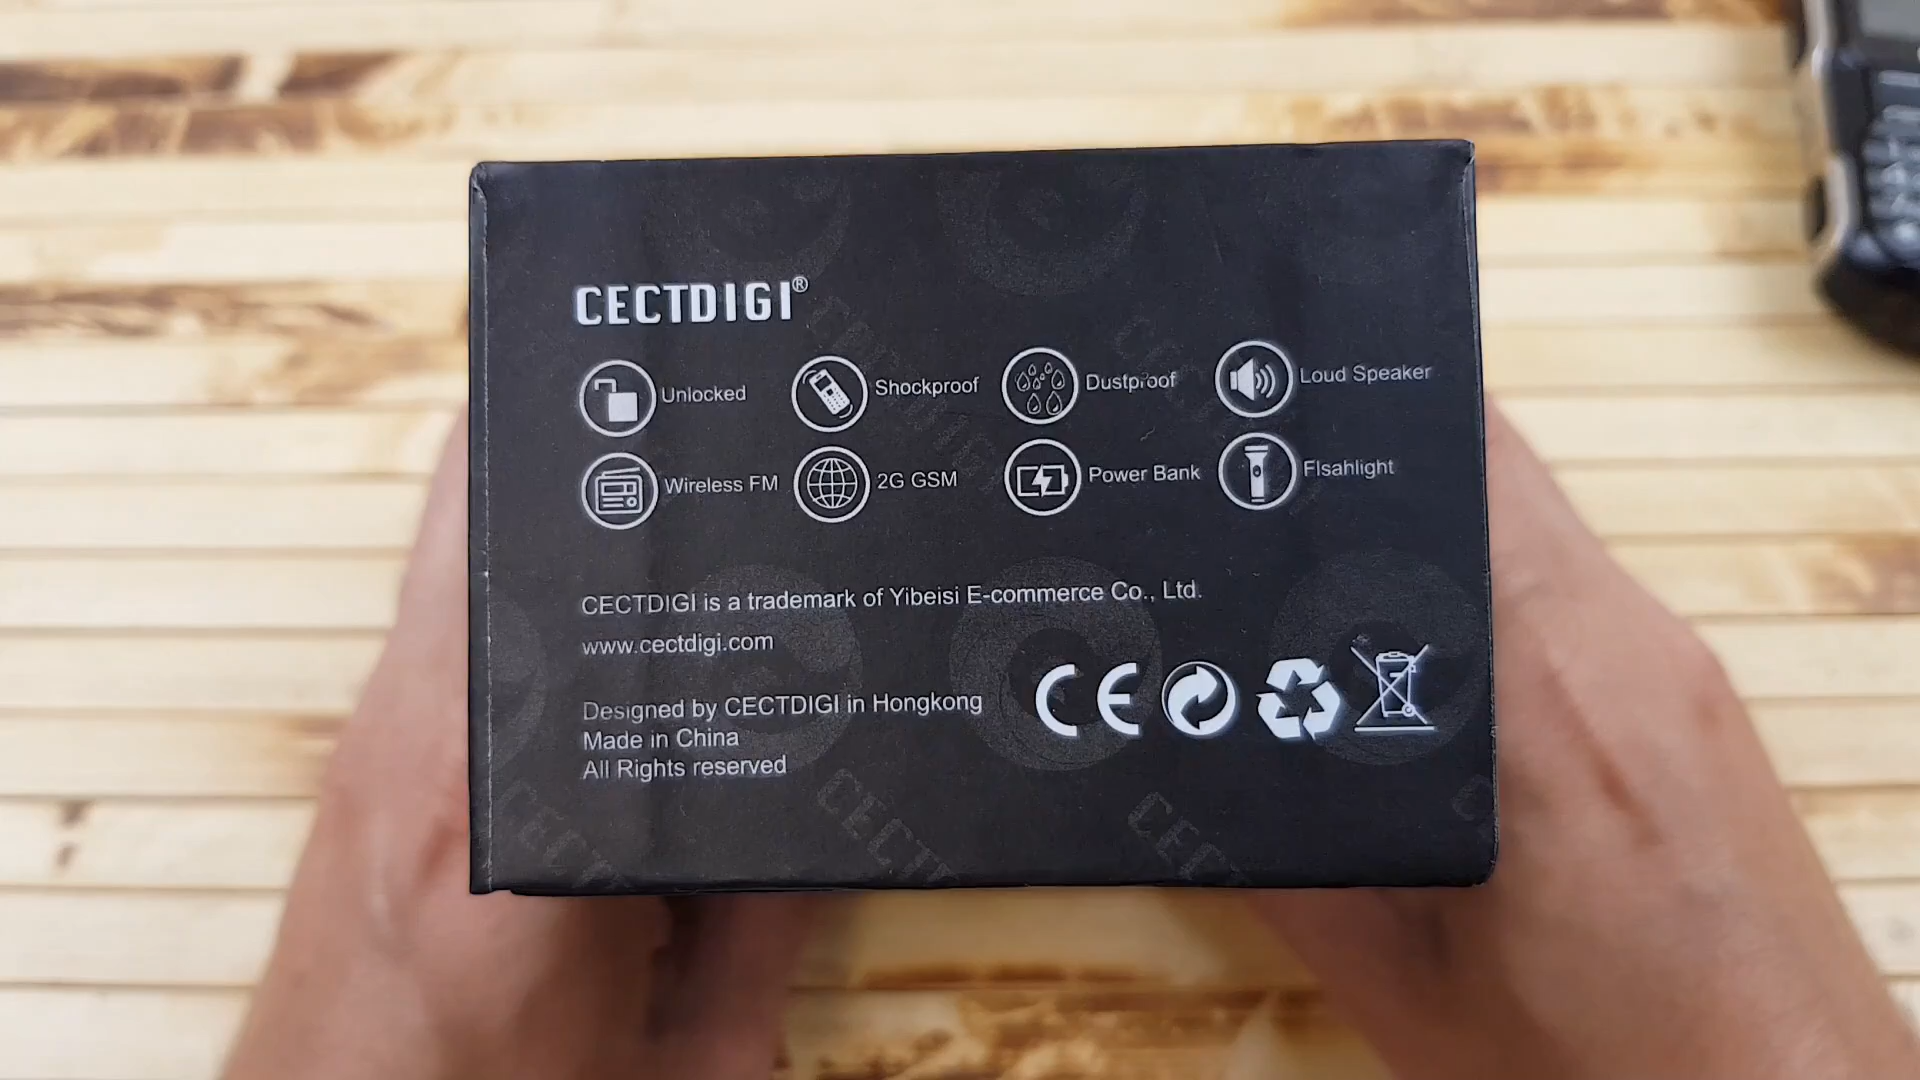 CECTDIGI®
Unlocked Shockproof Dustproof Loud Speaker
Wireless FM 2G GSM Power Bank Flsahlight
CECTDIGI is a trademark of Yibeisi E-commerce Co., Ltd.
www.cectdigi.com
Designed by CECTDIGI in Hongkong
Made in China
All Rights reserved
CE